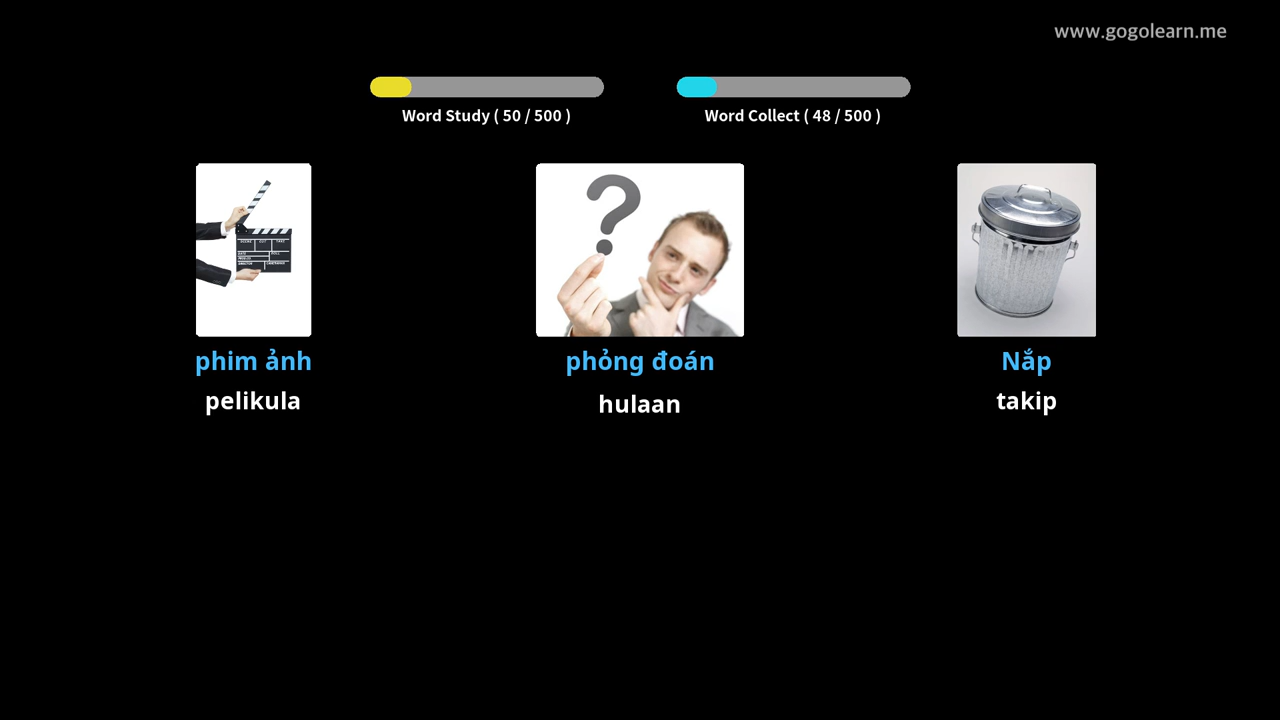 www.gogolearn.me
Word Study ( 50 / 500 )
Word Collect ( 48 / 500 )
phim ảnh
phỏng đoán
Nắp
pelikula
hulaan
takip